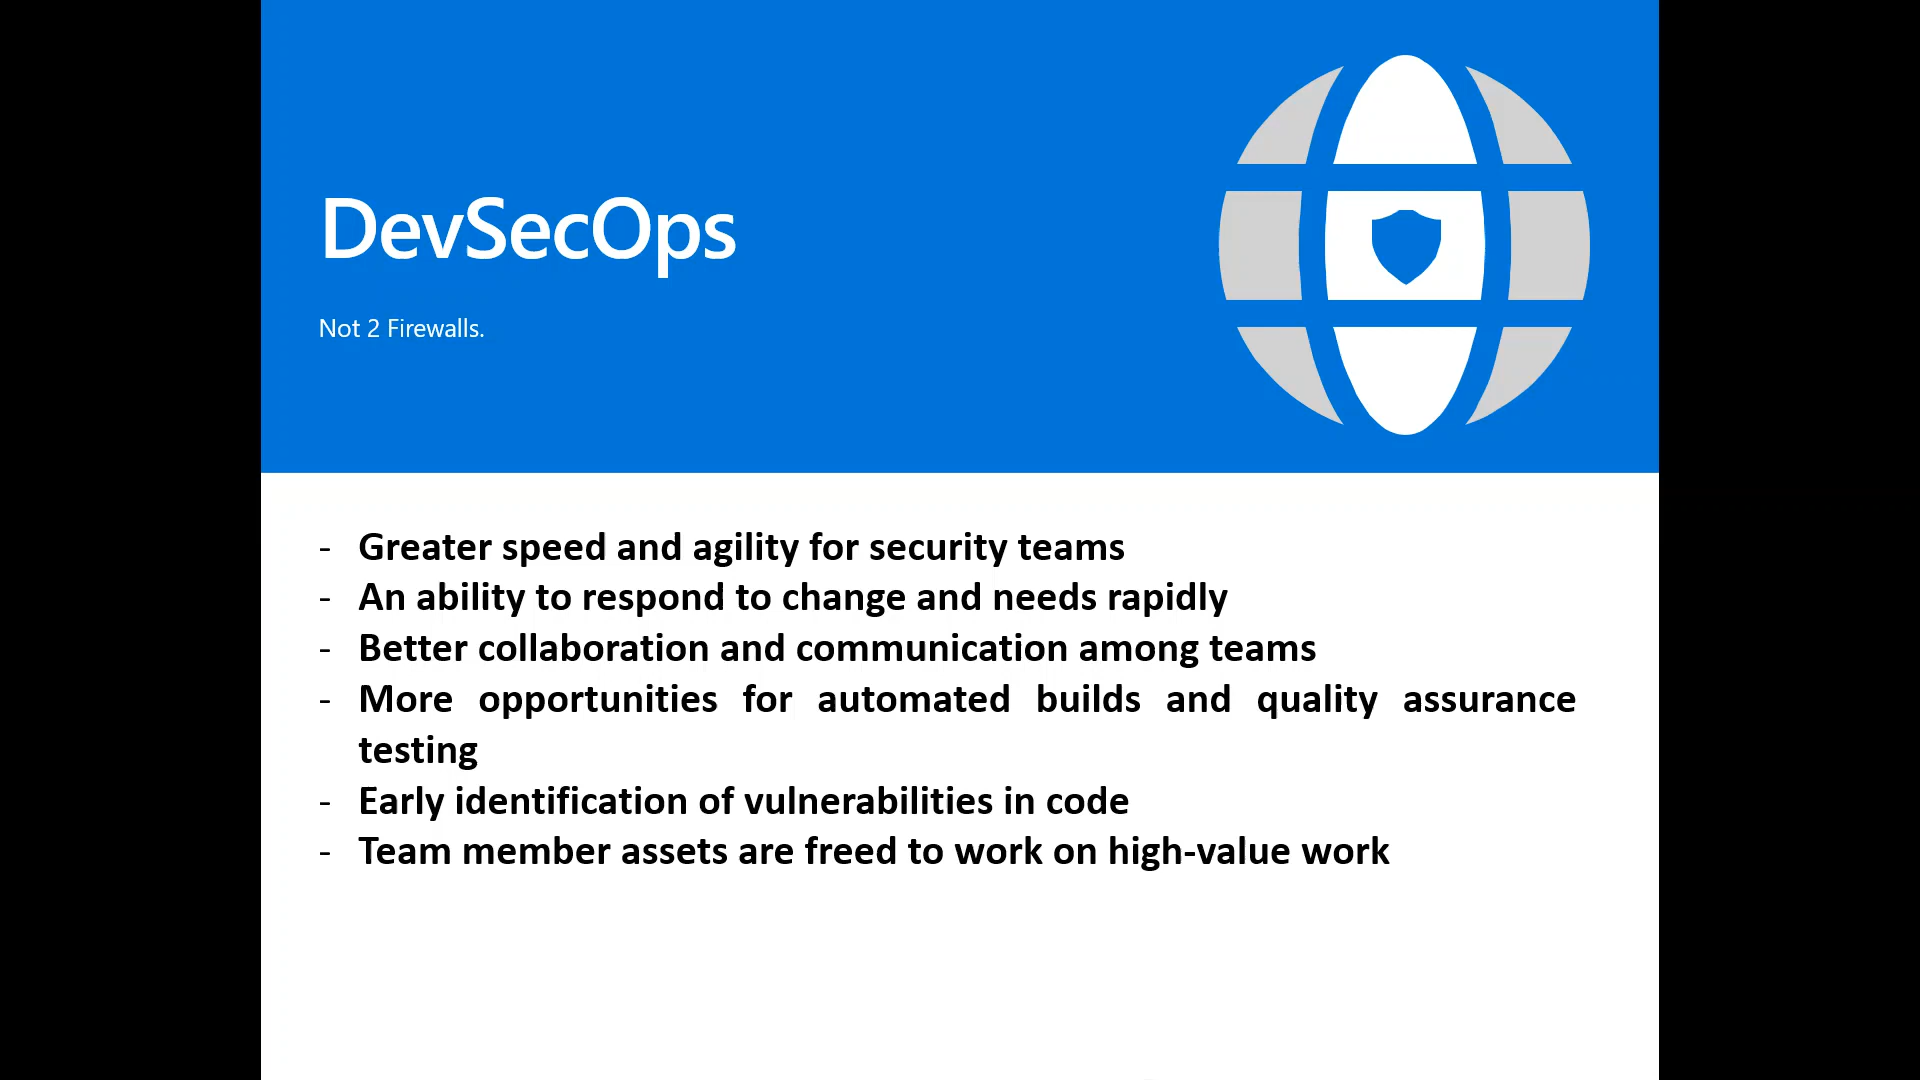 DevSecOps
Not 2 Firewalls.
- Greater speed and agility for security teams
- An ability to respond to change and needs rapidly
- Better collaboration and communication among teams
- More opportunities for automated builds and quality assurance
testing
- Early identification of vulnerabilities in code
- Team member assets are freed to work on high-value work